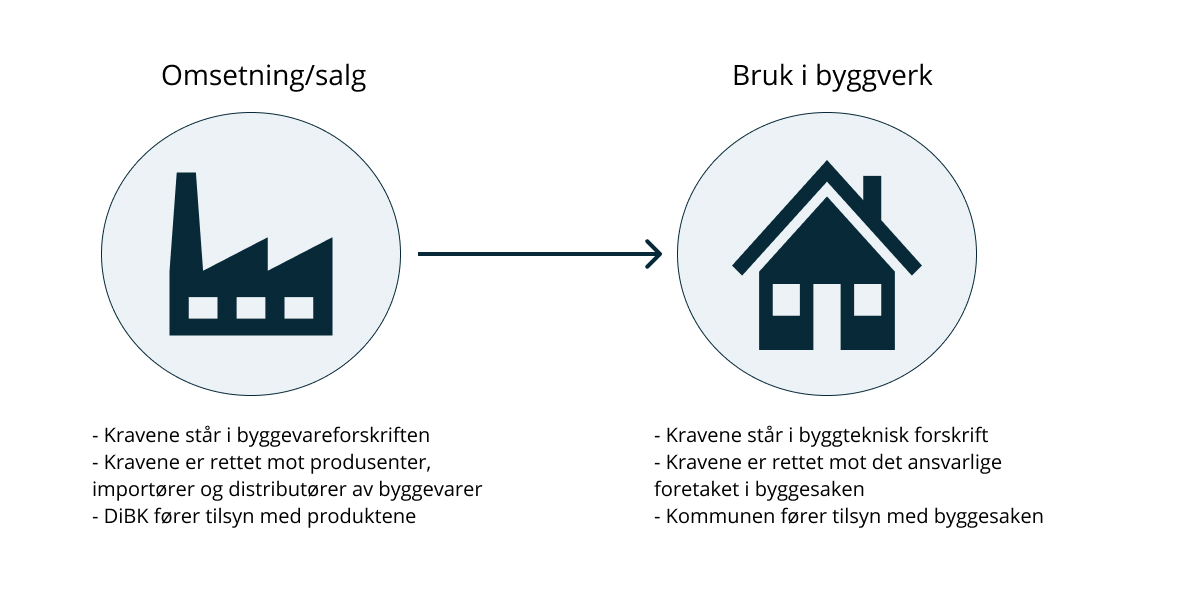 Omsetning/salg
Bruk i byggverk
- Kravene står i byggevareforskriften
- Kravene er rettet mot produsenter,
importører og distributører av byggevarer
- DiBK fører tilsyn med produktene
- Kravene står i byggteknisk forskrift
- Kravene er rettet mot det ansvarlige
foretaket i byggesaken
- Kommunen fører tilsyn med byggesaken